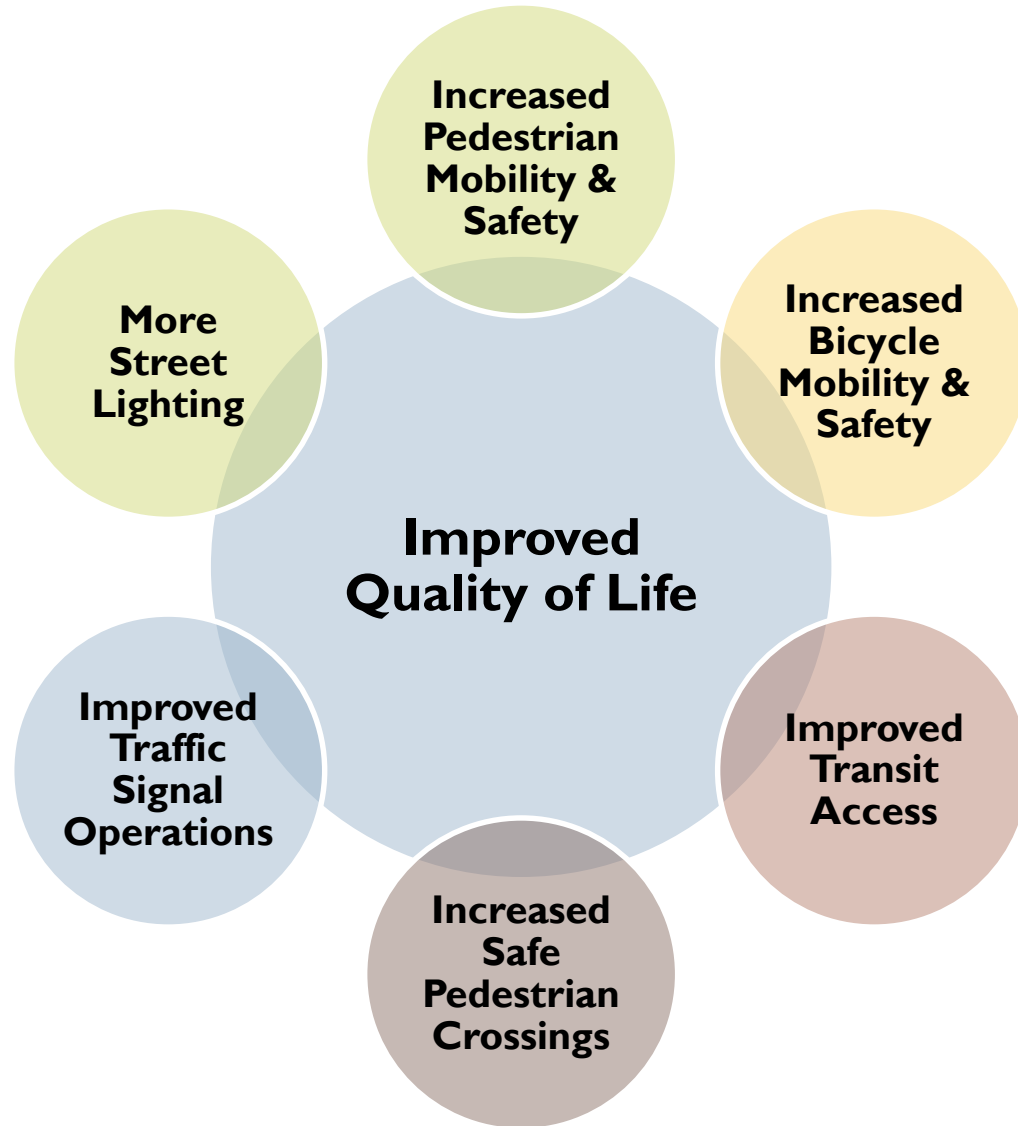 Increased
Pedestrian
Mobility &
Safety
More
Street
Lighting
Increased
Bicycle
Mobility &
Safety
Improved
Quality of Life
Improved
Traffic
Signal
Operations
Improved
Transit
Access
Increased
Safe
Pedestrian
Crossings